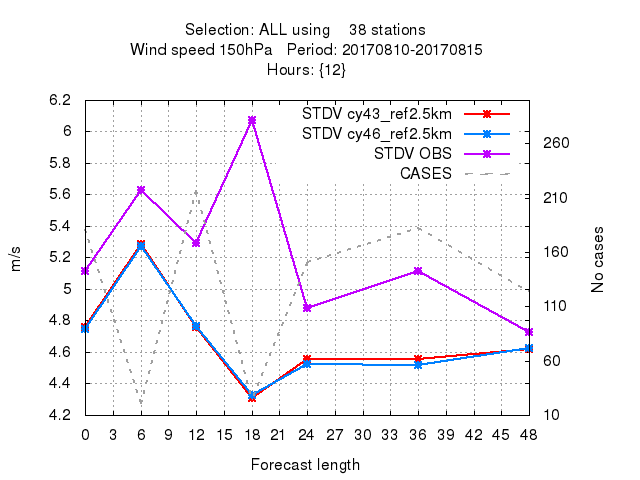 Selection: ALL using 38 stations
Wind speed 150hPa Period: 20170810-20170815
Hours: {12}
STDV cy43_ref2.5km
STDV cy46_ref2.5km
STDV OBS
CASES
6.2
6
5.8
5.6
5.4
5.2
5
4.8
4.6
4.4
4.2
m/s
260
210
160
110
60
10
No cases
0 3 6 9 12 15 18 21 24 27 30 33 36 39 42 45 48
Forecast length